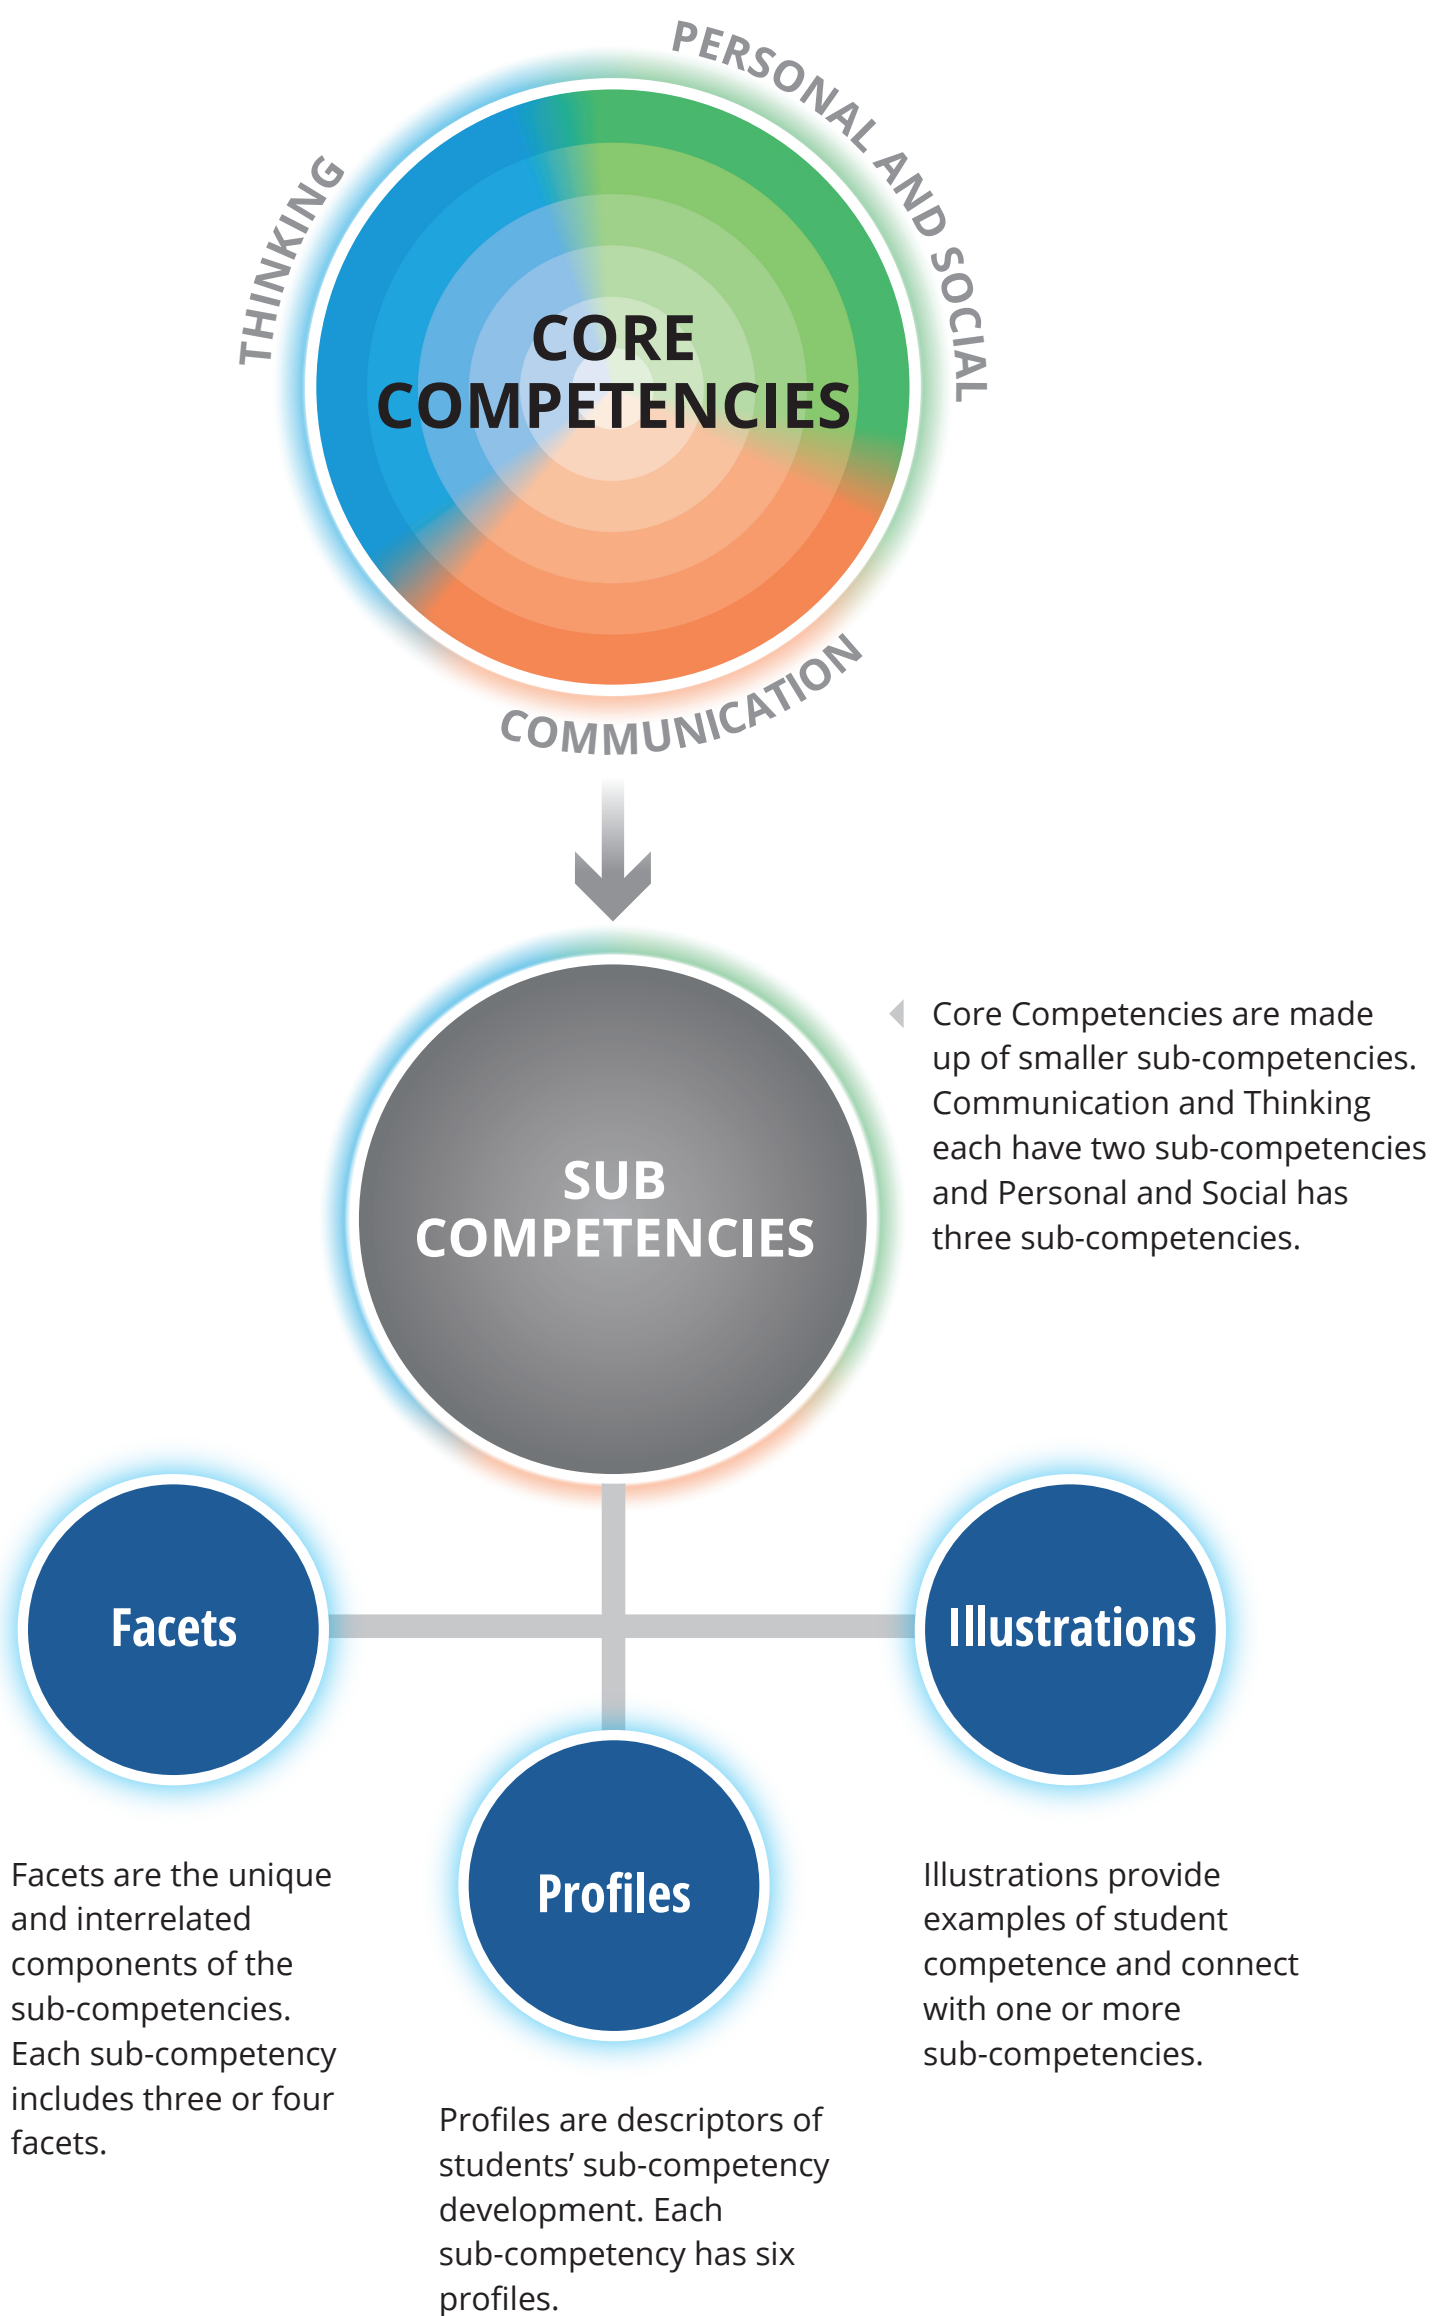 PERSONAL AND SOCIAL
THINKING
CORE
COMPETENCIES
COMMUNICATION
SUB
COMPETENCIES
Core Competencies are made
up of smaller sub-competencies.
Communication and Thinking
each have two sub-competencies
and Personal and Social has
three sub-competencies.
Facets
Illustrations
Profiles
Facets are the unique
and interrelated
components of the
sub-competencies.
Each sub-competency
includes three or four
facets.
Profiles are descriptors of
students’ sub-competency
development. Each
sub-competency has six
profiles.
Illustrations provide
examples of student
competence and connect
with one or more
sub-competencies.